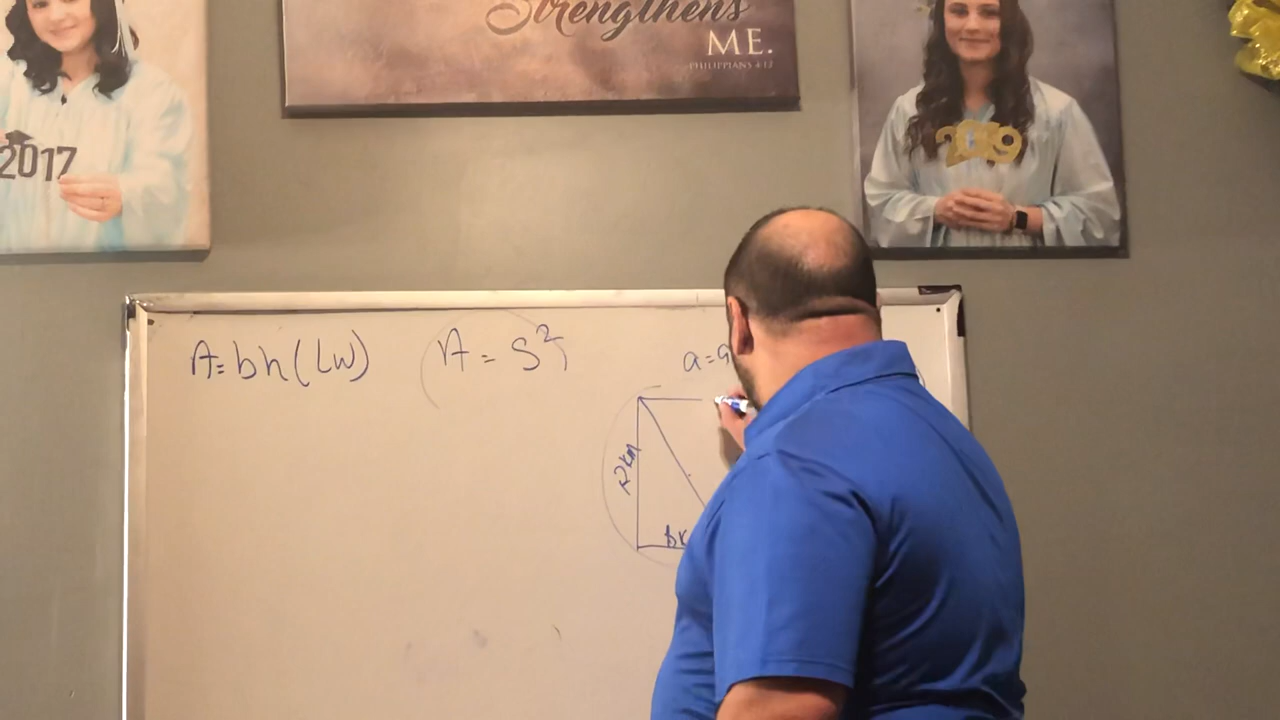 Strengthens
ME.
PHILIPPIANS 4:13
2017
2019
A=bh(LW)
A=S²
a=